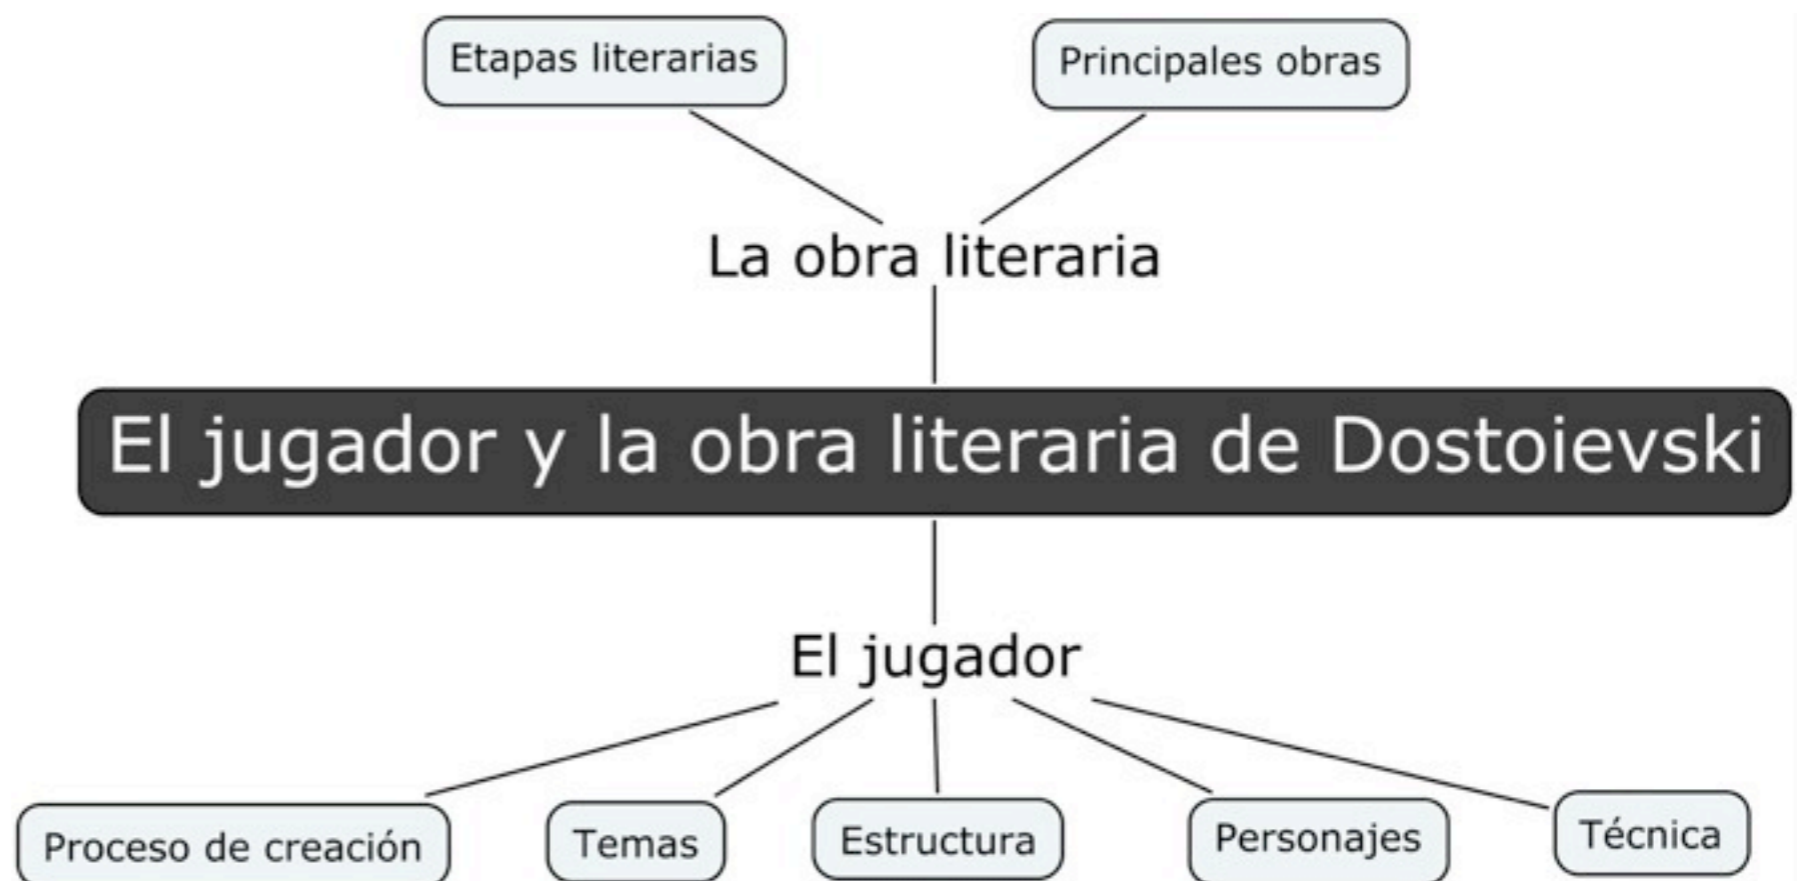 Etapas literarias
Principales obras
La obra literaria
El jugador y la obra literaria de Dostoievski
El jugador
Proceso de creación
Temas
Estructura
Personajes
Técnica